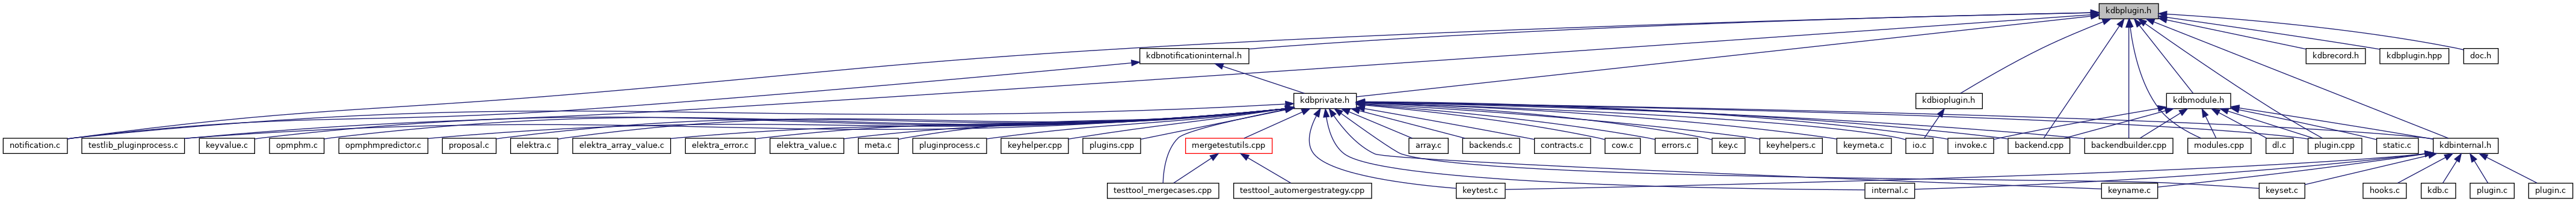 kdbplugin.h
kdbnotificationinternal.h
kdbrecord.h
kdbplugin.hpp
doc.h
kdbprivate.h
kdbioplugin.h
kdbmodule.h
notification.c
testlib_pluginprocess.c
keyvalue.c
opmphm.c
opmphmpredictor.c
proposal.c
elektra.c
elektra_array_value.c
elektra_error.c
elektra_value.c
meta.c
pluginprocess.c
keyhelper.cpp
plugins.cpp
mergetestutils.cpp
array.c
backends.c
contracts.c
cow.c
errors.c
key.c
keyhelpers.c
keymeta.c
io.c
invoke.c
backend.cpp
backendbuilder.cpp
modules.cpp
dl.c
plugin.cpp
static.c
kdbinternal.h
testtool_mergecases.cpp
testtool_automergestrategy.cpp
keytest.c
internal.c
keyname.c
keyset.c
hooks.c
kdb.c
plugin.c
plugin.c